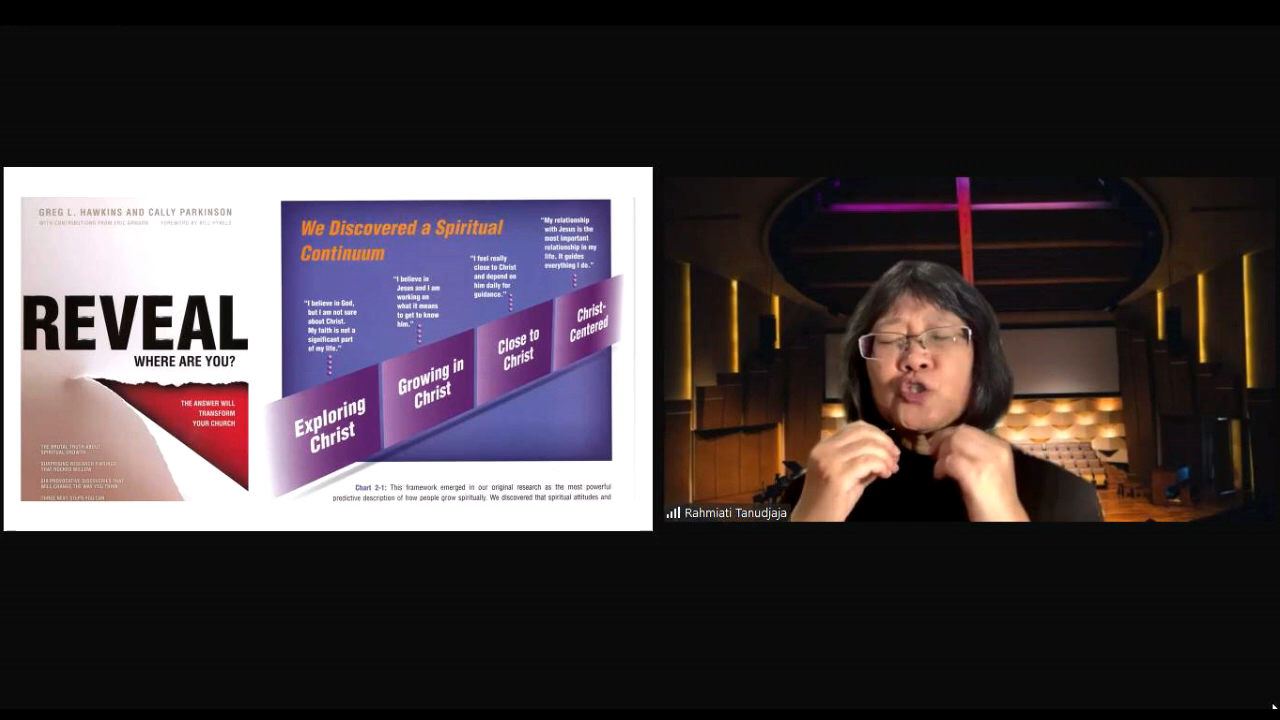 GREG L. HAWKINS AND CALLY PARKINSON
REVEAL
WHERE ARE YOU?
THE ANSWER WILL
TRANSFORM
YOUR CHURCH
THE BRUTAL TRUTH ABOUT
SPIRITUAL GROWTH
We Discovered a Spiritual
Continuum
"I believe in God,
but I am not sure
about Christ.
My faith is not a
significant part
of my life."
"I believe in
Jesus and I am
working on
what it means
to get to know
him."
"I feel really
close to Christ
and depend on
him daily for
guidance."
"My relationship
with Jesus is the
most important
relationship in my
life. It guides
everything I do."
Exploring
Christ
Growing in
Christ
Close to
Christ
Christ-
Centered
Chart 2-1: This framework emerged in our original research as the most powerful
predictive description of how people grow spiritually. We discovered that spiritual attitudes and
Rahmiati Tanudjaja